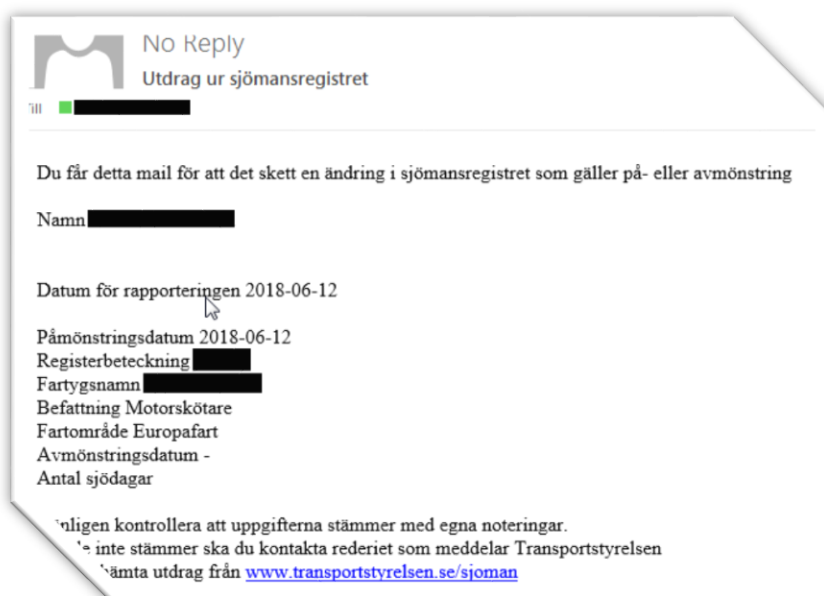 No Reply
Utdrag ur sjömansregistret
Till
Du får detta mail för att det skett en ändring i sjömansregistret som gäller på- eller avmönstring
Namn
Datum för rapporteringen 2018-06-12
Påmönstringsdatum 2018-06-12
Registerbeteckning
Fartygsnamn
Befattning Motorskötare
Fartområde Europafart
Avmönstringsdatum -
Antal sjödagar
kontrollera att uppgifterna stämmer med egna noteringar.
inte stämmer ska du kontakta rederiet som meddelar Transportstyrelsen
utdrag från www.transportstyrelsen.se/sjoman